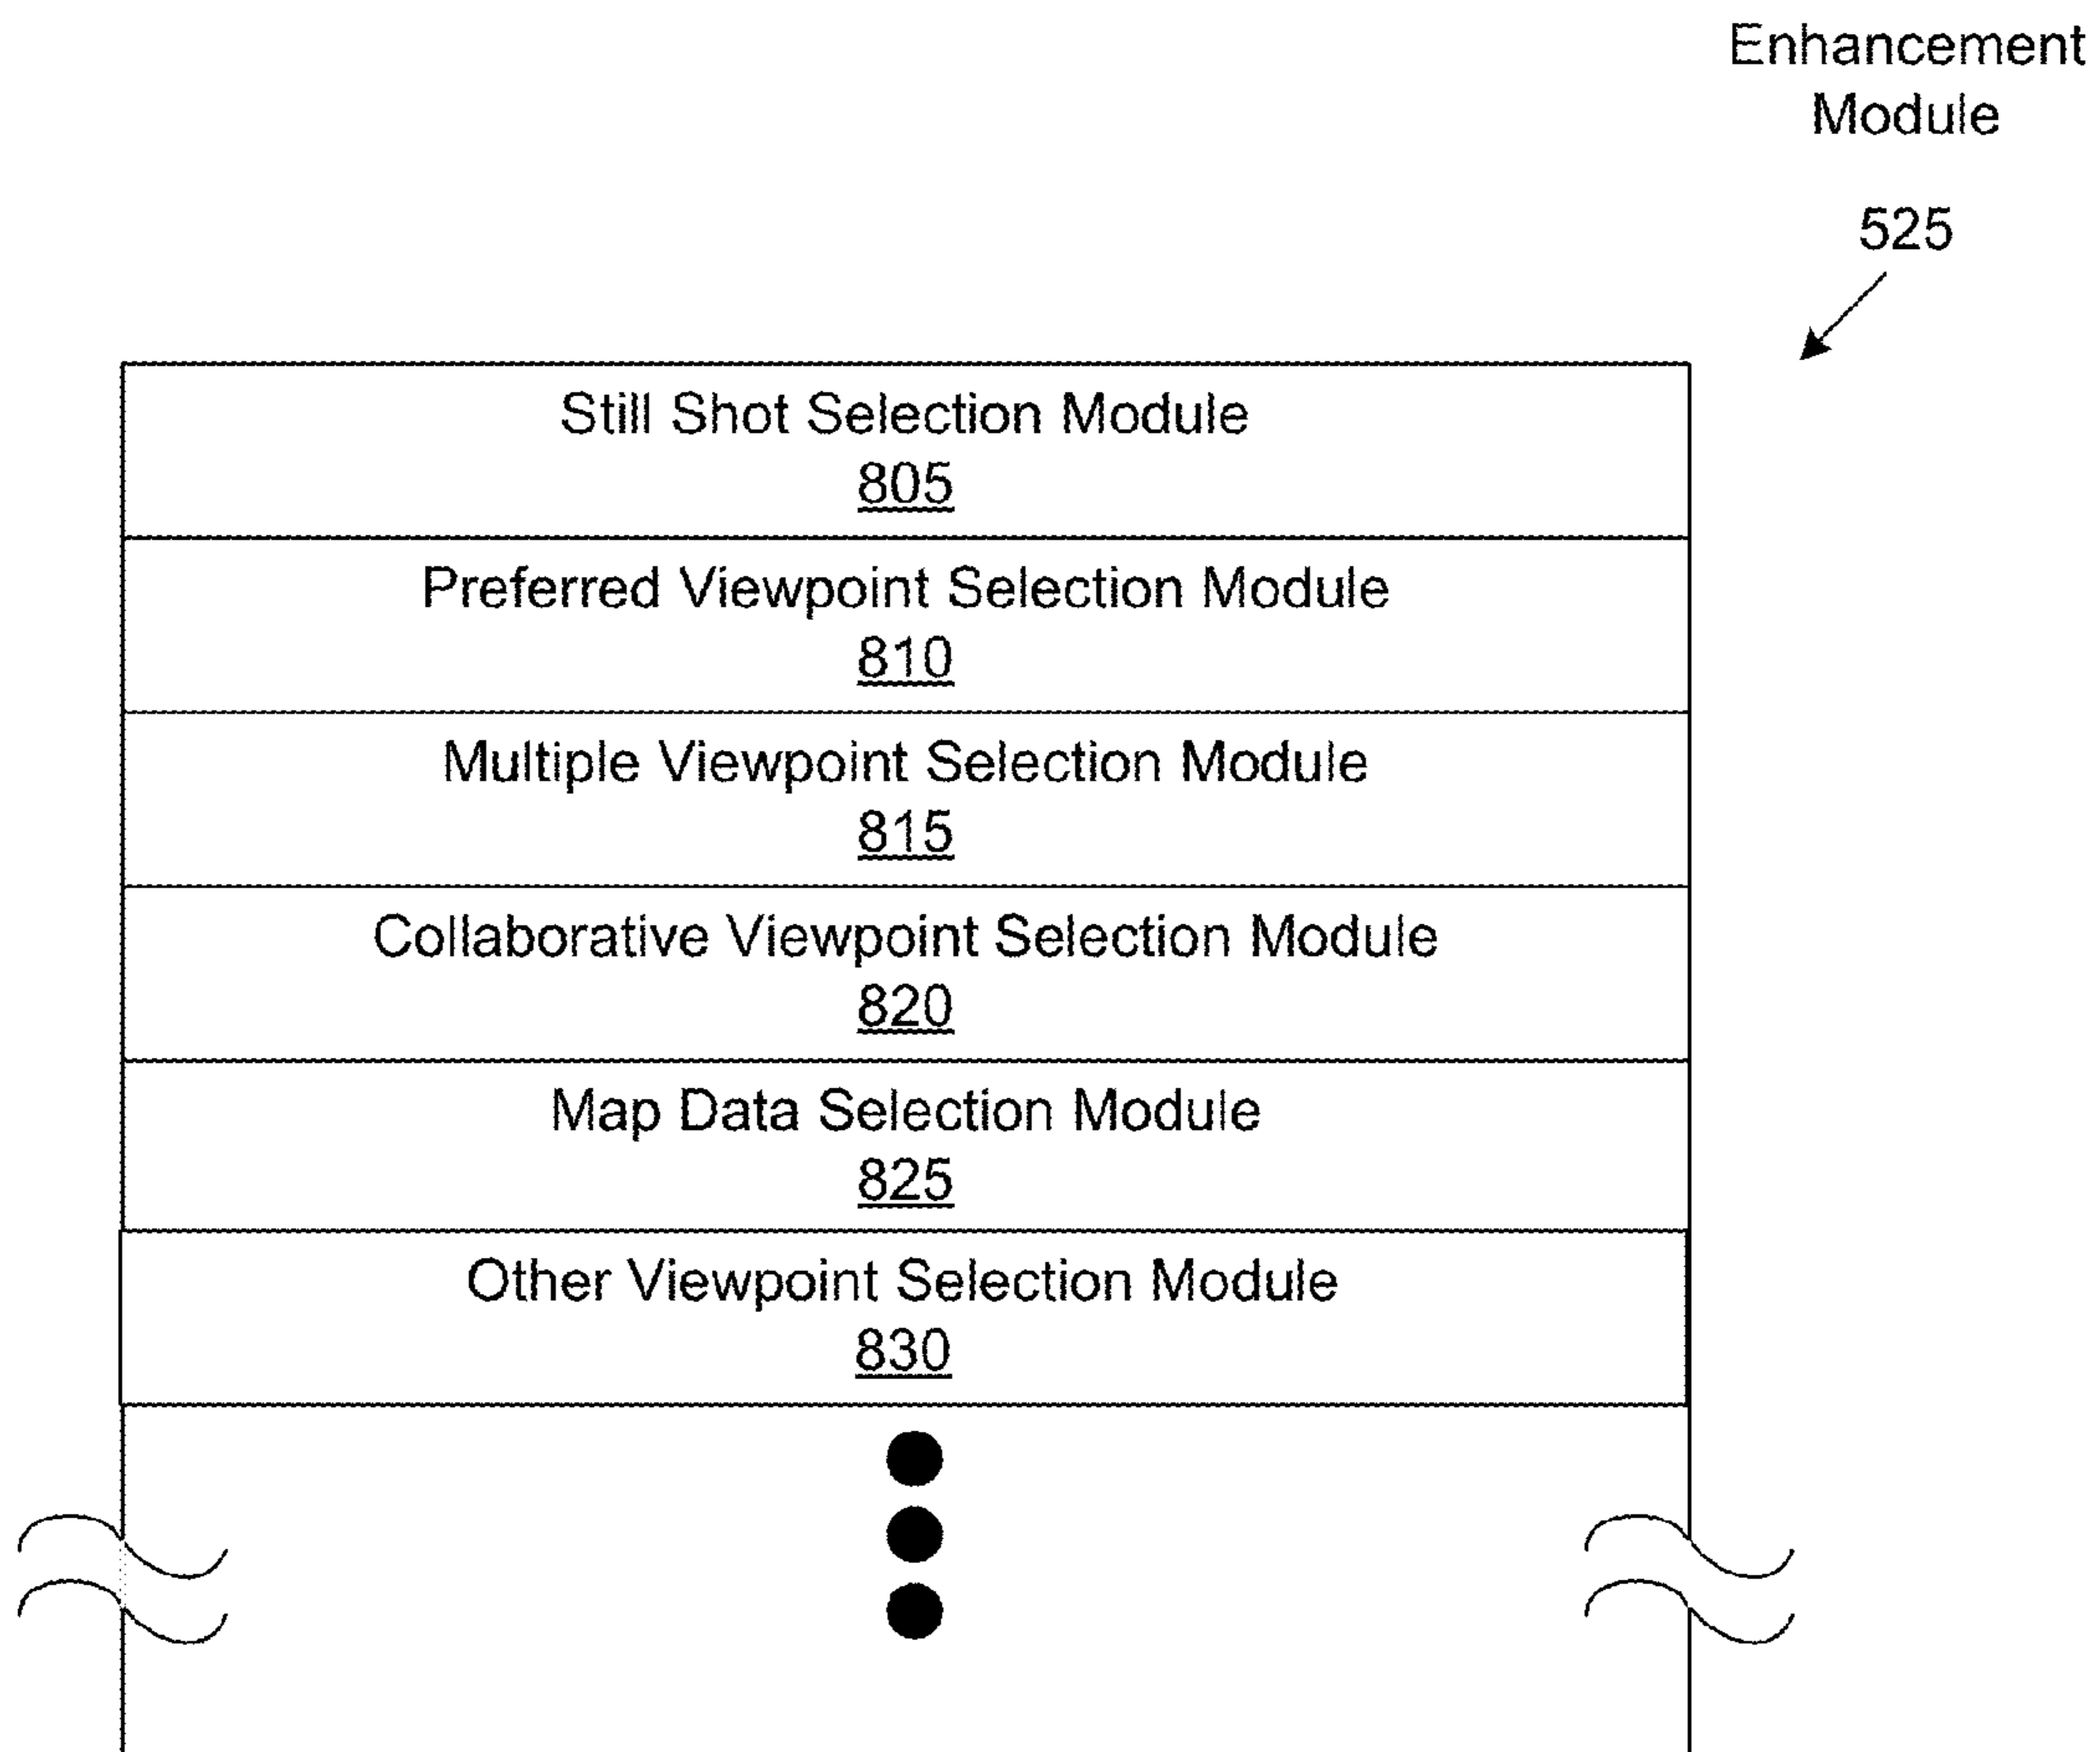 Enhancement
Module
525
Still Shot Selection Module
805
Preferred Viewpoint Selection Module
810
Multiple Viewpoint Selection Module
815
Collaborative Viewpoint Selection Module
820
Map Data Selection Module
825
Other Viewpoint Selection Module
830